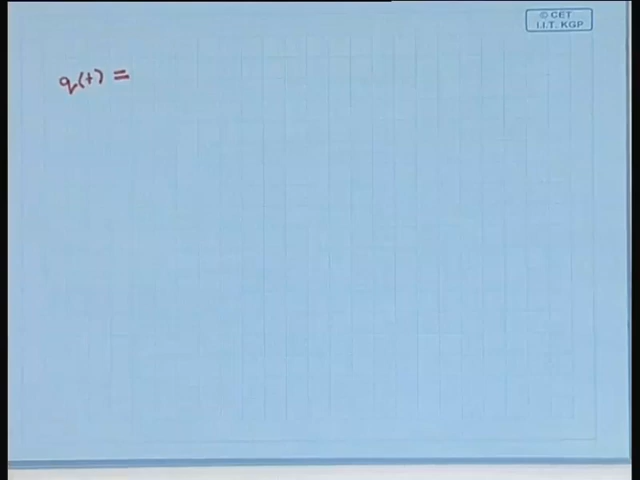 © CET
I.I.T. KGP
q(t) =